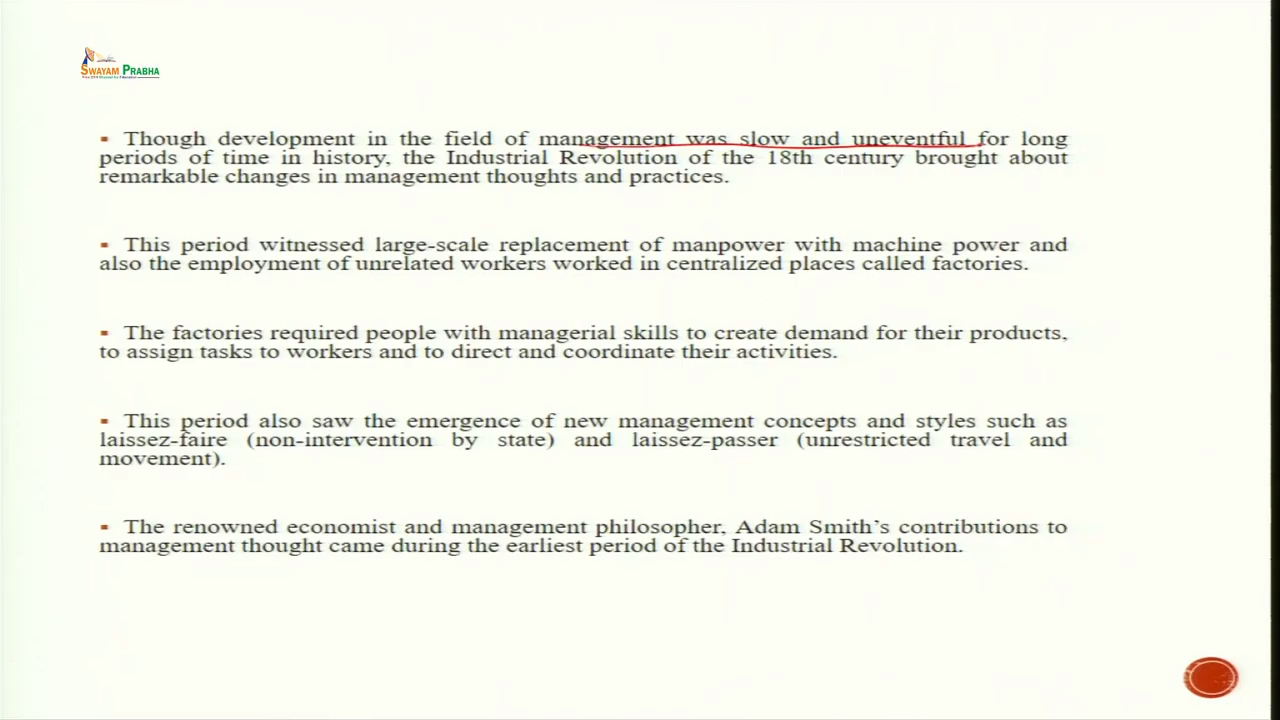 SWAYAM PRABHA
Though development in the field of management was slow and uneventful for long
periods of time in history, the Industrial Revolution of the 18th century brought about
remarkable changes in management thoughts and practices.
This period witnessed large-scale replacement of manpower with machine power and
also the employment of unrelated workers worked in centralized places called factories.
The factories required people with managerial skills to create demand for their products,
to assign tasks to workers and to direct and coordinate their activities.
This period also saw the emergence of new management concepts and styles such as
laissez-faire (non-intervention by state) and laissez-passer (unrestricted travel and
movement).
The renowned economist and management philosopher, Adam Smith's contributions to
management thought came during the earliest period of the Industrial Revolution.